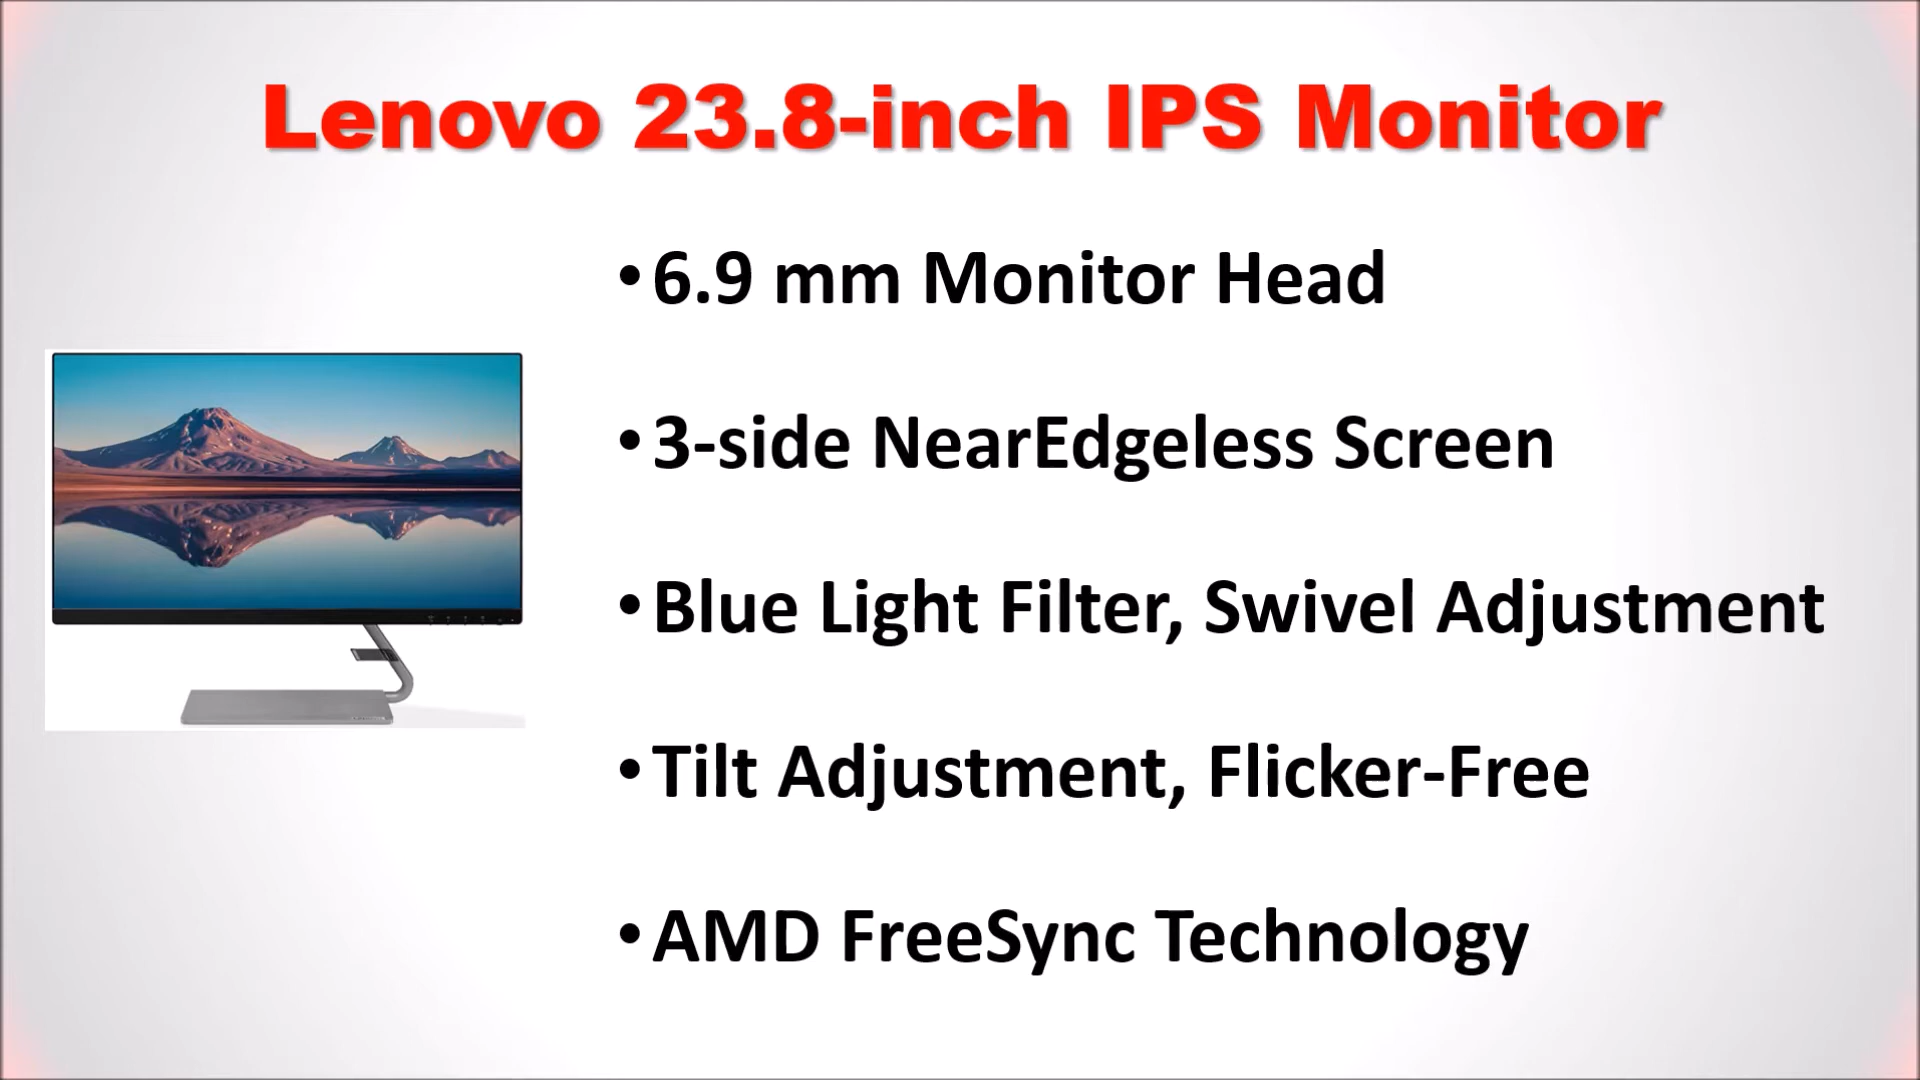 Lenovo 23.8-inch IPS Monitor
•6.9 mm Monitor Head
•3-side NearEdgeless Screen
•Blue Light Filter, Swivel Adjustment
•Tilt Adjustment, Flicker-Free
•AMD FreeSync Technology